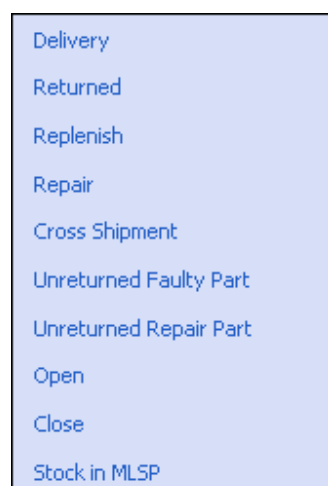 Delivery
Returned
Replenish
Repair
Cross Shipment
Unreturned Faulty Part
Unreturned Repair Part
Open
Close
Stock in MLSP